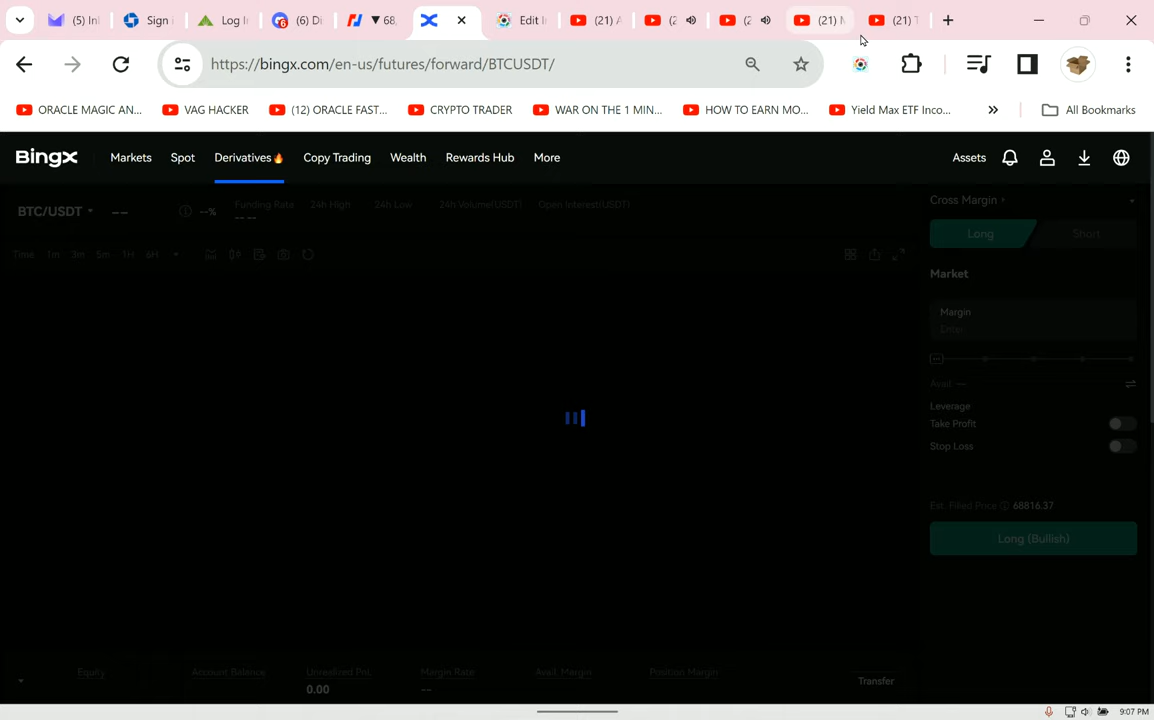 (5) In
Sign i
Log In
(6) Di
▼ 68,
Edit I
(21) A
(2
(2
(21) M
(21) T
https://bingx.com/en-us/futures/forward/BTCUSDT/
ORACLE MAGIC AN...
VAG HACKER
(12) ORACLE FAST...
CRYPTO TRADER
WAR ON THE 1 MIN...
HOW TO EARN MO...
Yield Max ETF Inco...
»
All Bookmarks
BingX
Markets
Spot
Derivatives🔥
Copy Trading
Wealth
Rewards Hub
More
Assets
BTC/USDT
--
--%
Funding Rate
-- --
24h High
24h Low
24h Volume(USDT)
Open Interest(USDT)
Cross Margin
Long
Short
Time
1m
3m
5m
1H
6H
Market
Margin
Enter
Avail. --
Leverage
Take Profit
Stop Loss
Est. Filled Price
68816.37
Long (Bullish)
Equity
Account Balance
Unrealized PnL
0.00
Margin Rate
--
Avail. Margin
Position Margin
Transfer
9:07 PM